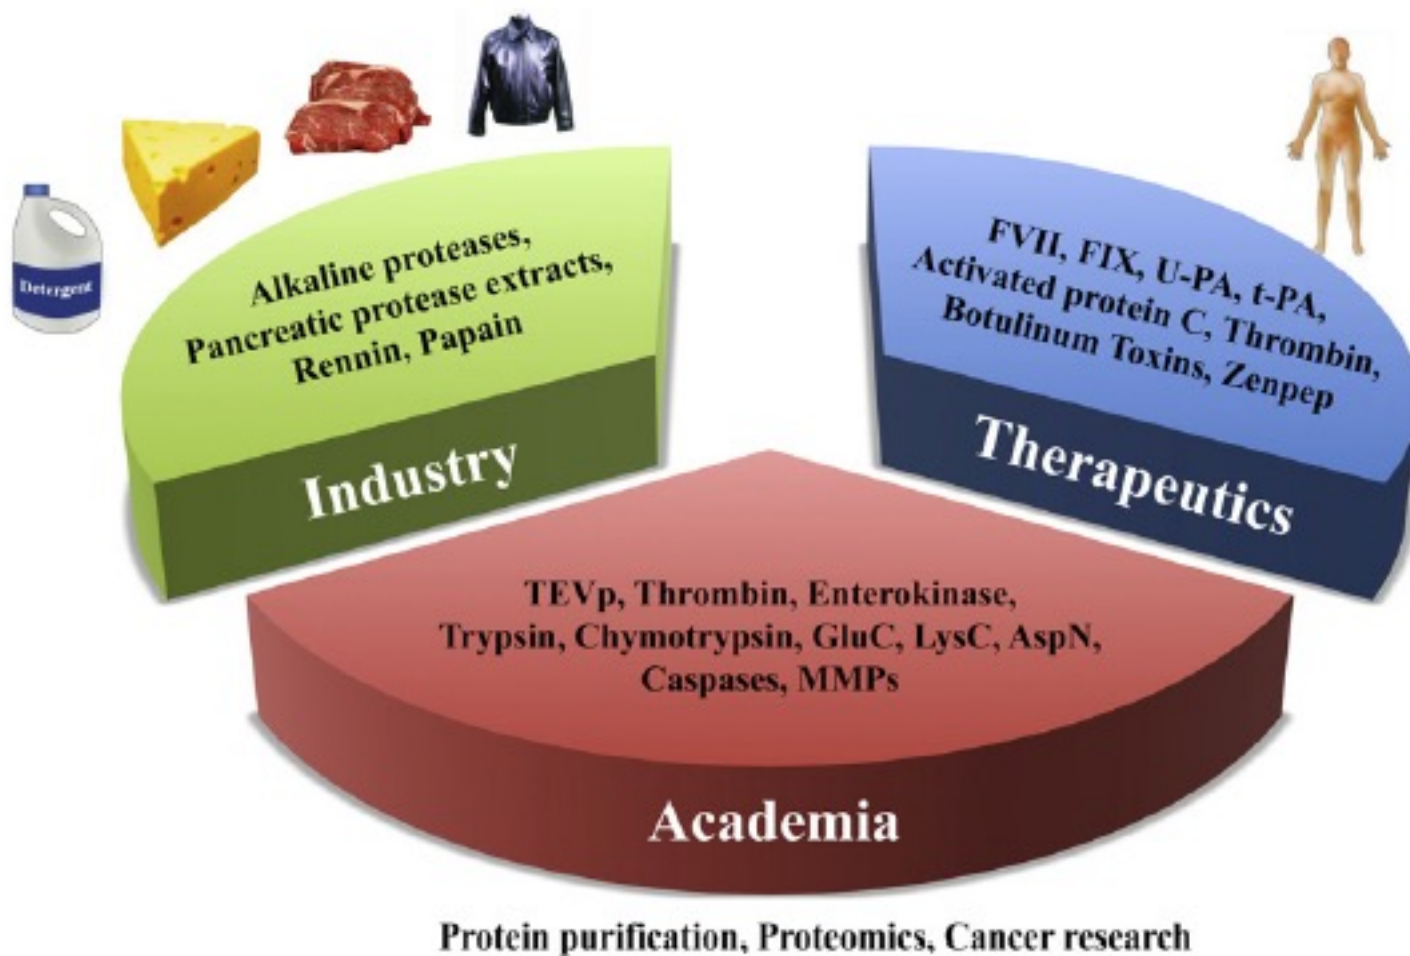 Detergent
Alkaline proteases,
Pancreatic protease extracts,
Rennin, Papain
Industry
FVII, FIX, U-PA, t-PA,
Activated protein C, Thrombin,
Botulinum Toxins, Zenpep
Therapeutics
TEVp, Thrombin, Enterokinase,
Trypsin, Chymotrypsin, GluC, LysC, AspN,
Caspases, MMPs
Academia
Protein purification, Proteomics, Cancer research